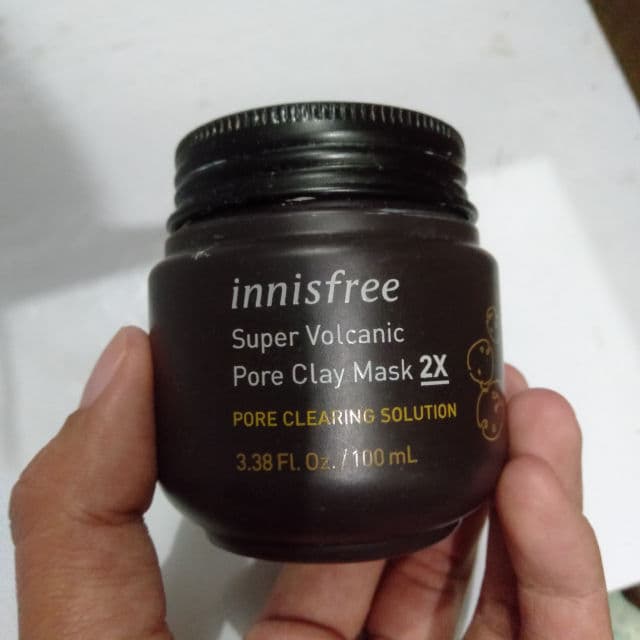 innisfree
Super Volcanic
Pore Clay Mask 2X
PORE CLEARING SOLUTION
3.38 FL. Oz. / 100 mL